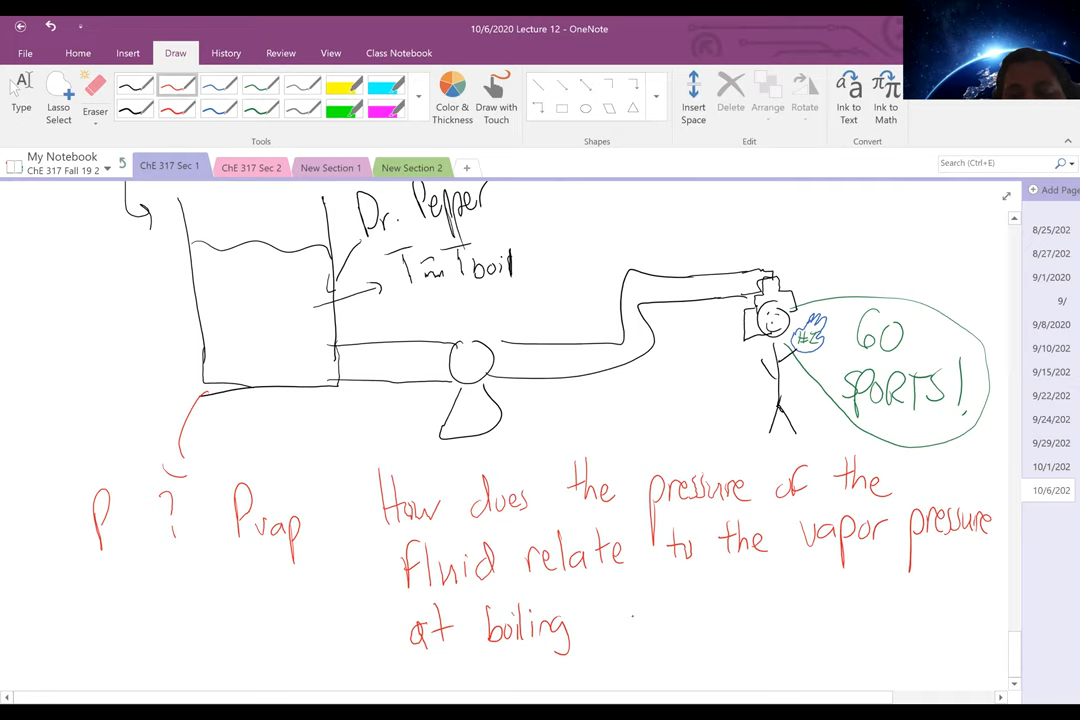 10/6/2020 Lecture 12 - OneNote
File Home Insert Draw History Review View Class Notebook
Type
Lasso Select
Eraser
Color & Thickness
Draw with Touch
Insert Space
Delete
Arrange
Rotate
Ink to Text
Ink to Math
Tools
Shapes
Convert
My Notebook
ChE 317 Fall 19 2
ChE 317 Sec 1
ChE 317 Sec 2
New Section 1
New Section 2
Search (Ctrl+E)
Add Page
8/25/202
8/27/202
9/1/2020
9/
9/8/2020
9/10/202
9/15/202
9/22/202
9/24/202
9/29/202
10/1/202
10/6/202
Dr. Pepper
T ≈ Tboil
GO
SPORTS!
P ? Pvap
How does the pressure of the
fluid relate to the vapor pressure
at boiling